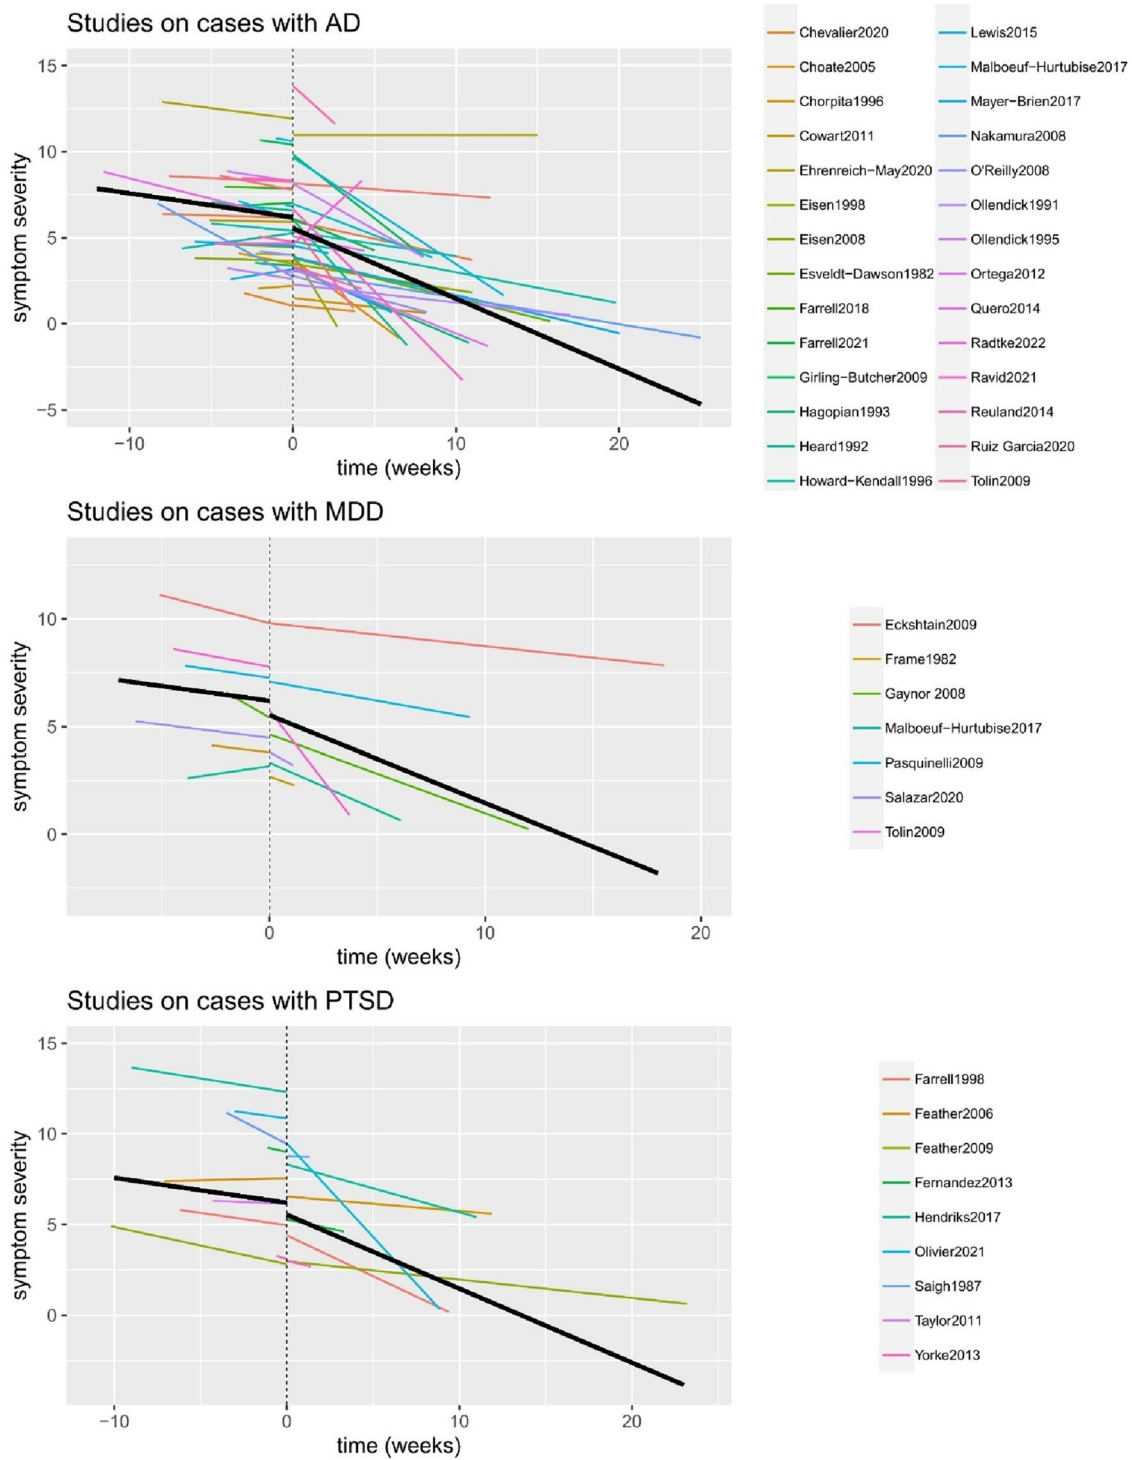 Studies on cases with AD
15
10
5
0
−5
symptom severity
−10
0
10
20
time (weeks)
Chevalier2020
Choate2005
Chorpita1996
Cowart2011
Ehrenreich−May2020
Eisen1998
Eisen2008
Esveldt−Dawson1982
Farrell2018
Farrell2021
Girling−Butcher2009
Hagopian1993
Heard1992
Howard−Kendall1996
Lewis2015
Malboeuf−Hurtubise2017
Mayer−Brien2017
Nakamura2008
O'Reilly2008
Ollendick1991
Ollendick1995
Ortega2012
Quero2014
Radtke2022
Ravid2021
Reuland2014
Ruiz Garcia2020
Tolin2009
Studies on cases with MDD
10
5
0
symptom severity
0
10
20
time (weeks)
Eckshtain2009
Frame1982
Gaynor 2008
Malboeuf−Hurtubise2017
Pasquinelli2009
Salazar2020
Tolin2009
Studies on cases with PTSD
15
10
5
0
symptom severity
−10
0
10
20
time (weeks)
Farrell1998
Feather2006
Feather2009
Fernandez2013
Hendriks2017
Olivier2021
Saigh1987
Taylor2011
Yorke2013